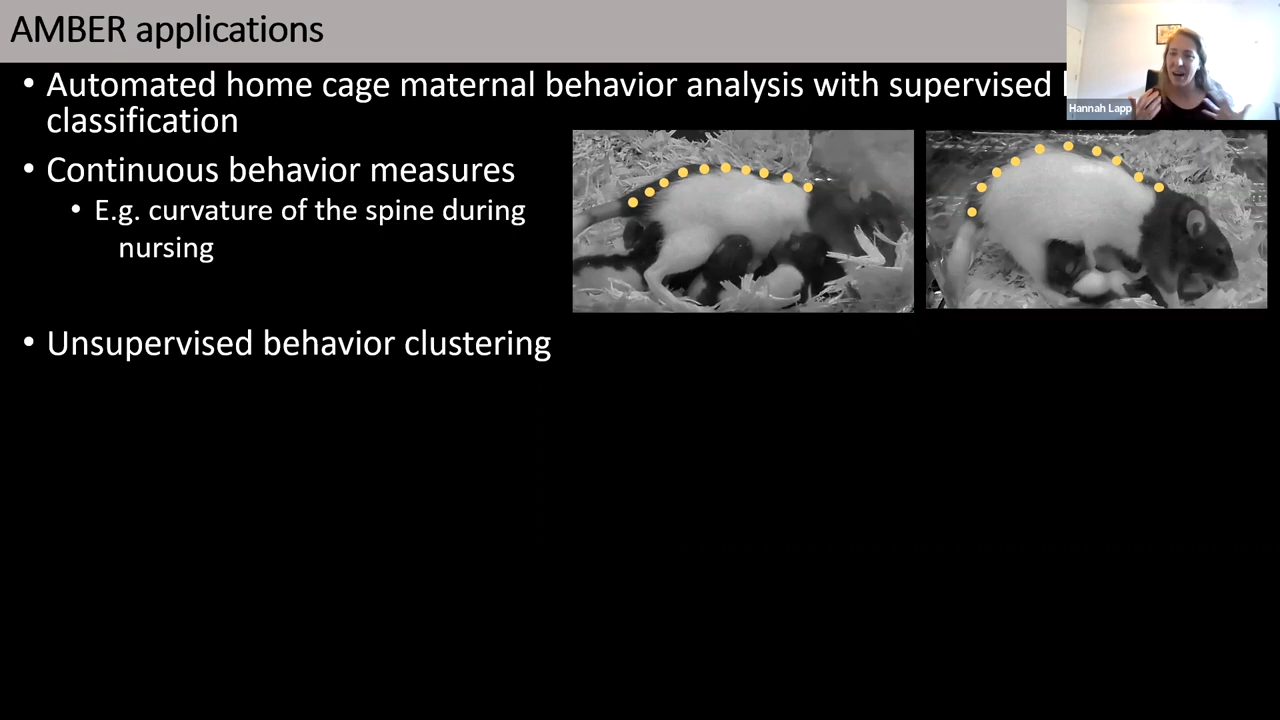 AMBER applications
• Automated home cage maternal behavior analysis with supervised
classification
• Continuous behavior measures
• E.g. curvature of the spine during
nursing
• Unsupervised behavior clustering
Hannah Lapp